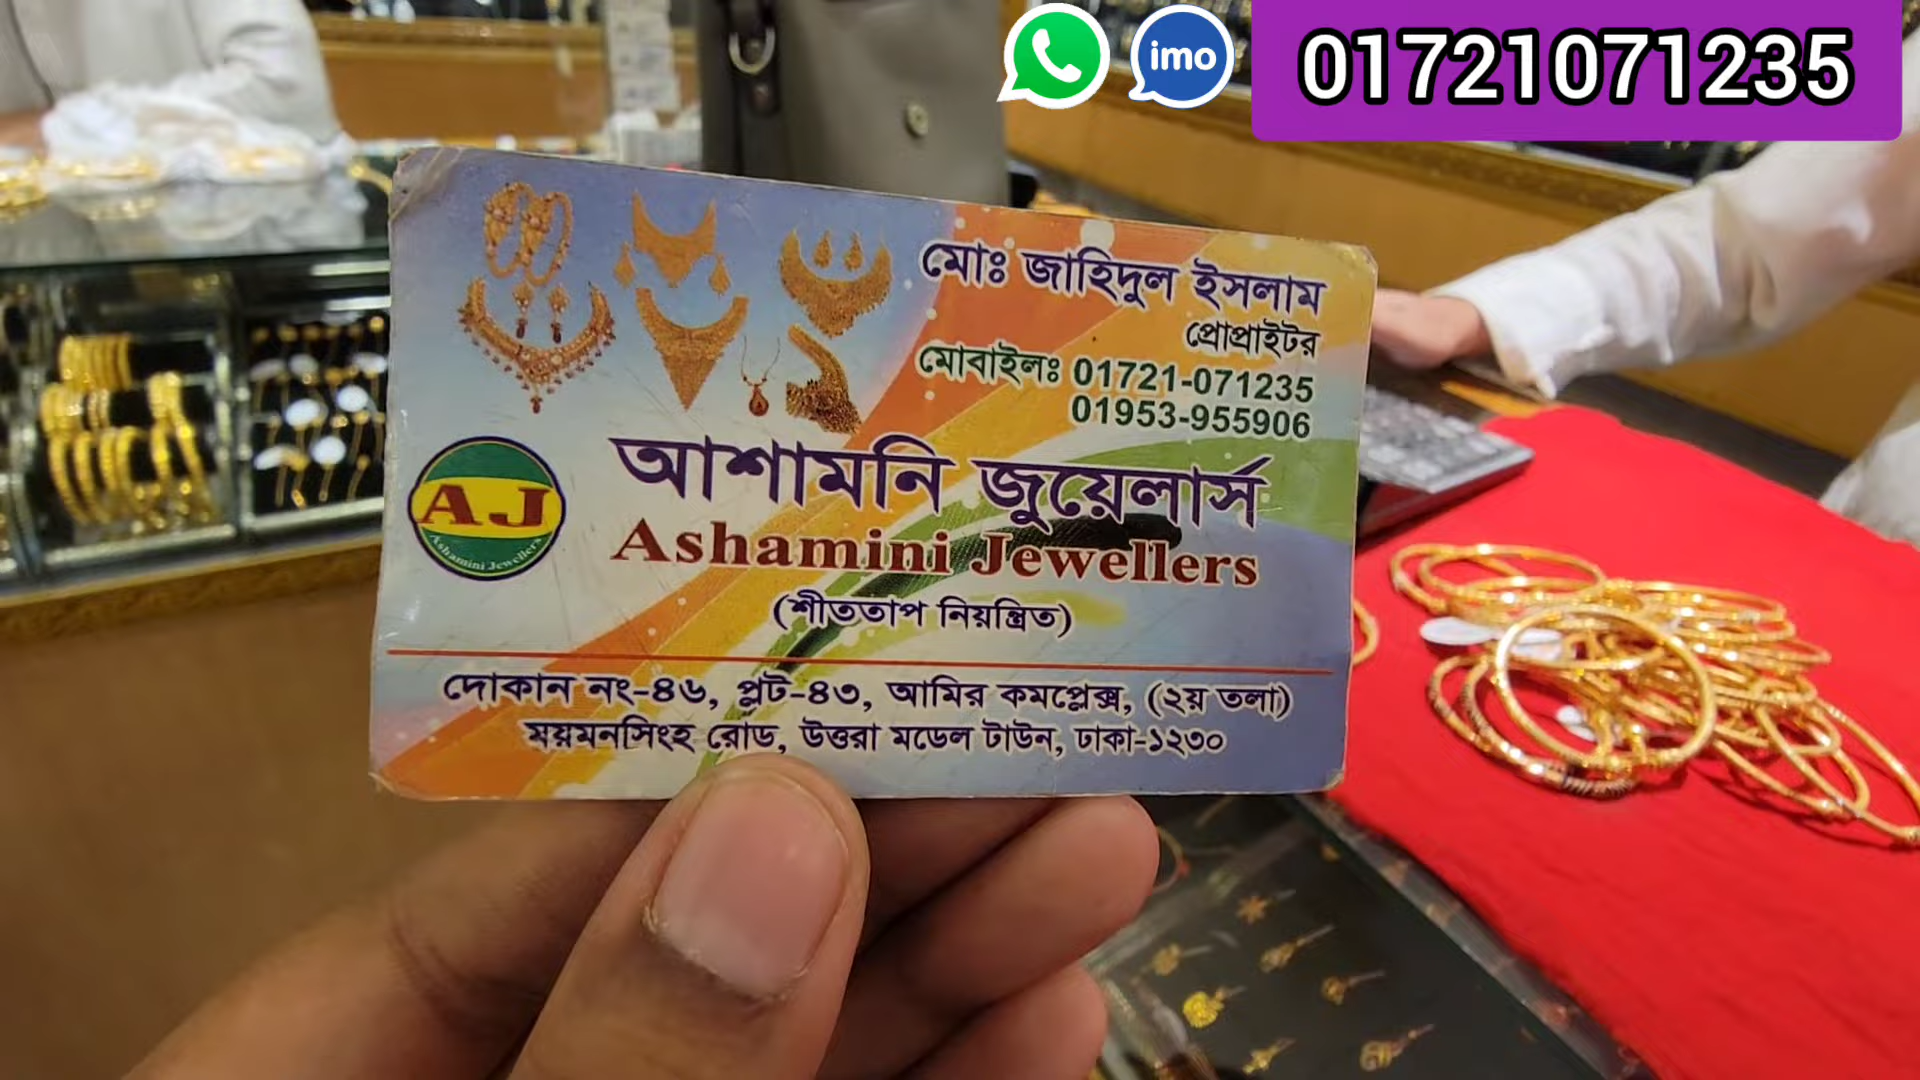 imo 01721071235
মোঃ জাহিদুল ইসলাম
প্রোপ্রাইটর
মোবাইলঃ 01721-071235
01953-955906
আশামনি জুয়েলার্স
AJ
Ashamini Jewellers
Ashamini Jewellers
(শীততাপ নিয়ন্ত্রিত)
দোকান নং-৪৬, প্লট-৪৩, আমির কমপ্লেক্স, (২য় তলা)
ময়মনসিংহ রোড, উত্তরা মডেল টাউন, ঢাকা-১২৩০